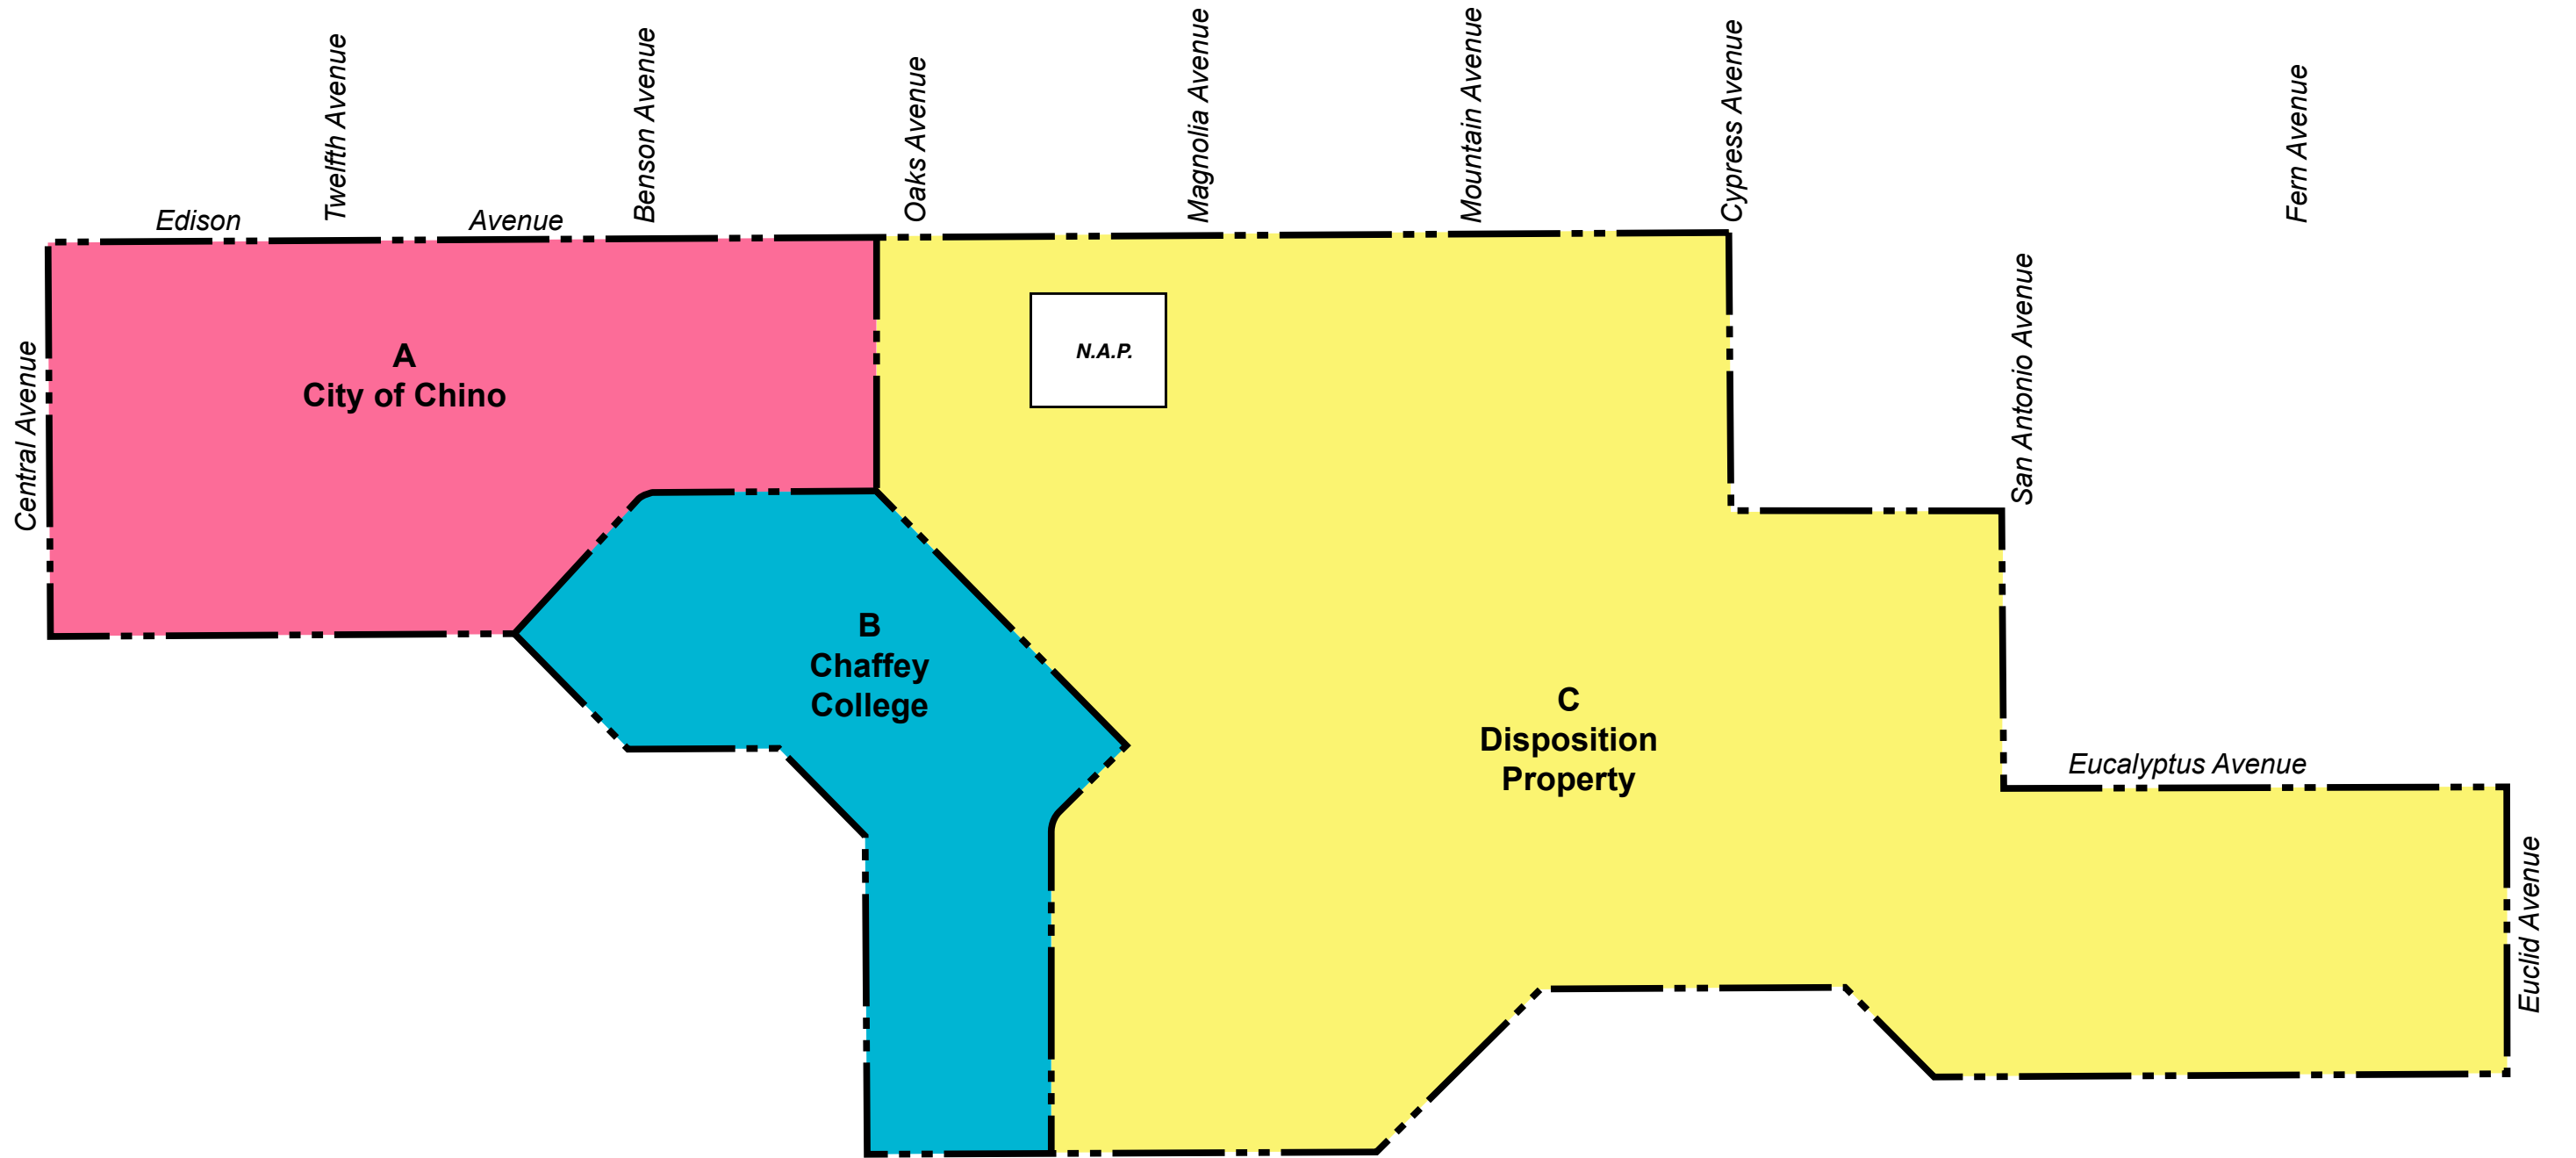 Twelfth Avenue
Benson Avenue
Oaks Avenue
Magnolia Avenue
Mountain Avenue
Cypress Avenue
Fern Avenue
Edison Avenue
San Antonio Avenue
Central Avenue
N.A.P.
A
City of Chino
B
Chaffey
College
C
Disposition
Property
Eucalyptus Avenue
Euclid Avenue